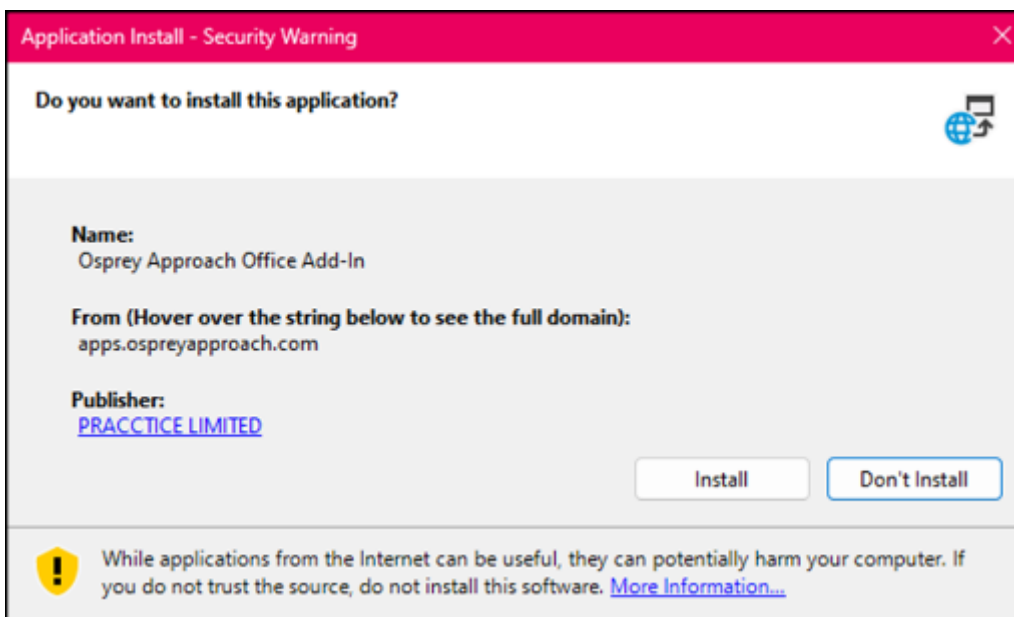 Application Install - Security Warning
Do you want to install this application?
Name:
Osprey Approach Office Add-In
From (Hover over the string below to see the full domain):
apps.ospreyapproach.com
Publisher:
PRACCTICE LIMITED
Install
Don't Install
While applications from the Internet can be useful, they can potentially harm your computer. If
you do not trust the source, do not install this software. More Information...